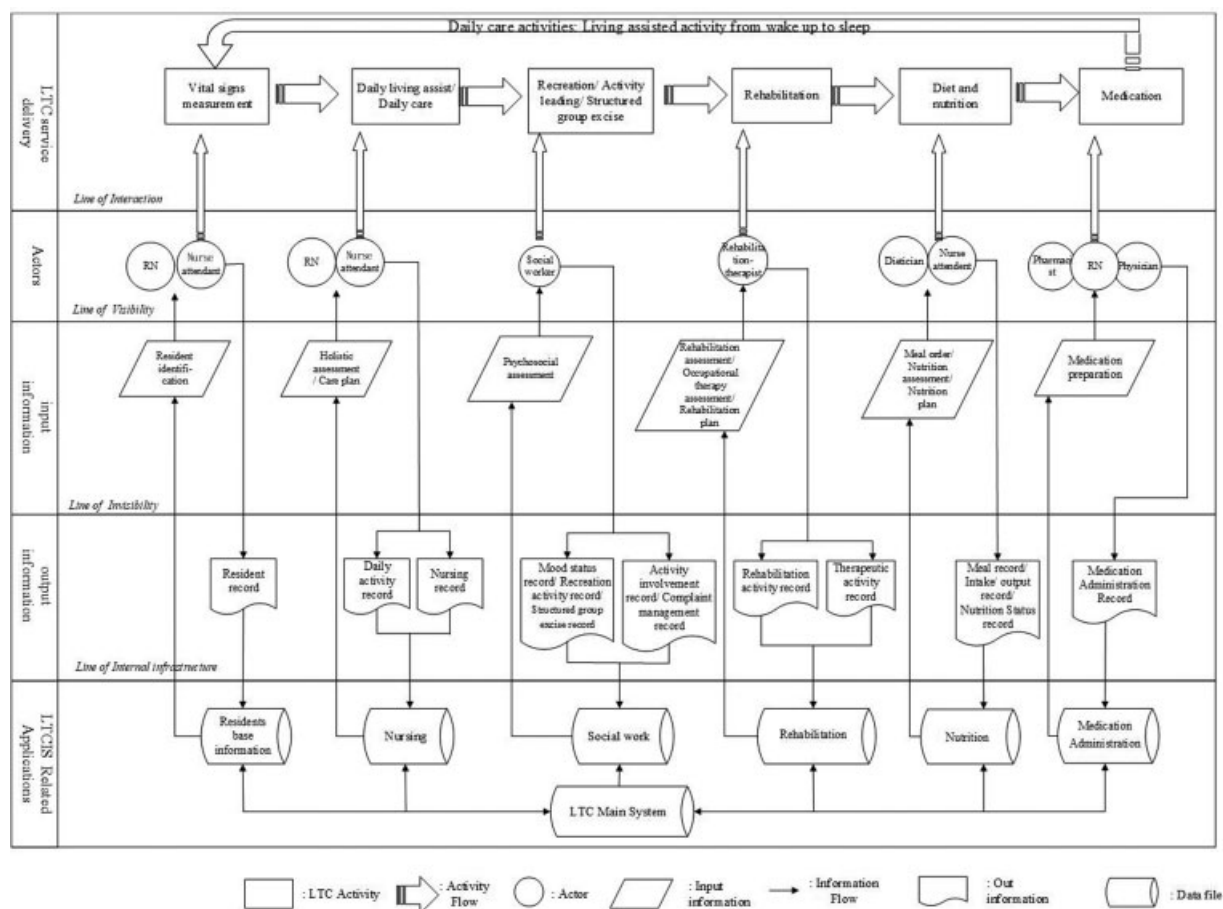 Daily care activities: Living assisted activity from wake up to sleep
LTC service
delivery
Vital signs
measurement
Daily living assist/
Daily care
Recreation/ Activity
leading/ Structured
group excise
Rehabilitation
Diet and
nutrition
Medication
Line of Interaction
Actors
RN
Nurse
attendant
RN
Nurse
attendant
Social
worker
Rehabilita
tion-
therapist
Dietician
Nurse
attendent
Pharmaci
st
RN
Physician
Line of Visibility
input
information
Resident
identifi-
cation
Holistic
assessment
/ Care plan
Psychosocial
assessment
Rehabilitation
assessment/
Occupational
therapy
assessment/
Rehabilitation
plan
Meal order/
Nutrition
assessment/
Nutrition
plan
Medication
preparation
Line of Invisibility
output
information
Resident
record
Daily
activity
record
Nursing
record
Mood status
record/ Recreation
activity record/
Structured group
excise record
Activity
involvement
record/ Complaint
management
record
Rehabilitation
activity record
Therapeutic
activity
record
Meal record/
Intake/ output
record/
Nutrition Status
record
Medication
Administration
Record
Line of Internal infrastructure
LTCIS Related
Applications
Residents
base
information
Nursing
Social work
Rehabilitation
Nutrition
Medication
Administration
LTC Main System
: LTC Activity
: Activity
Flow
: Actor
: Input
information
: Information
Flow
: Out
information
: Data file